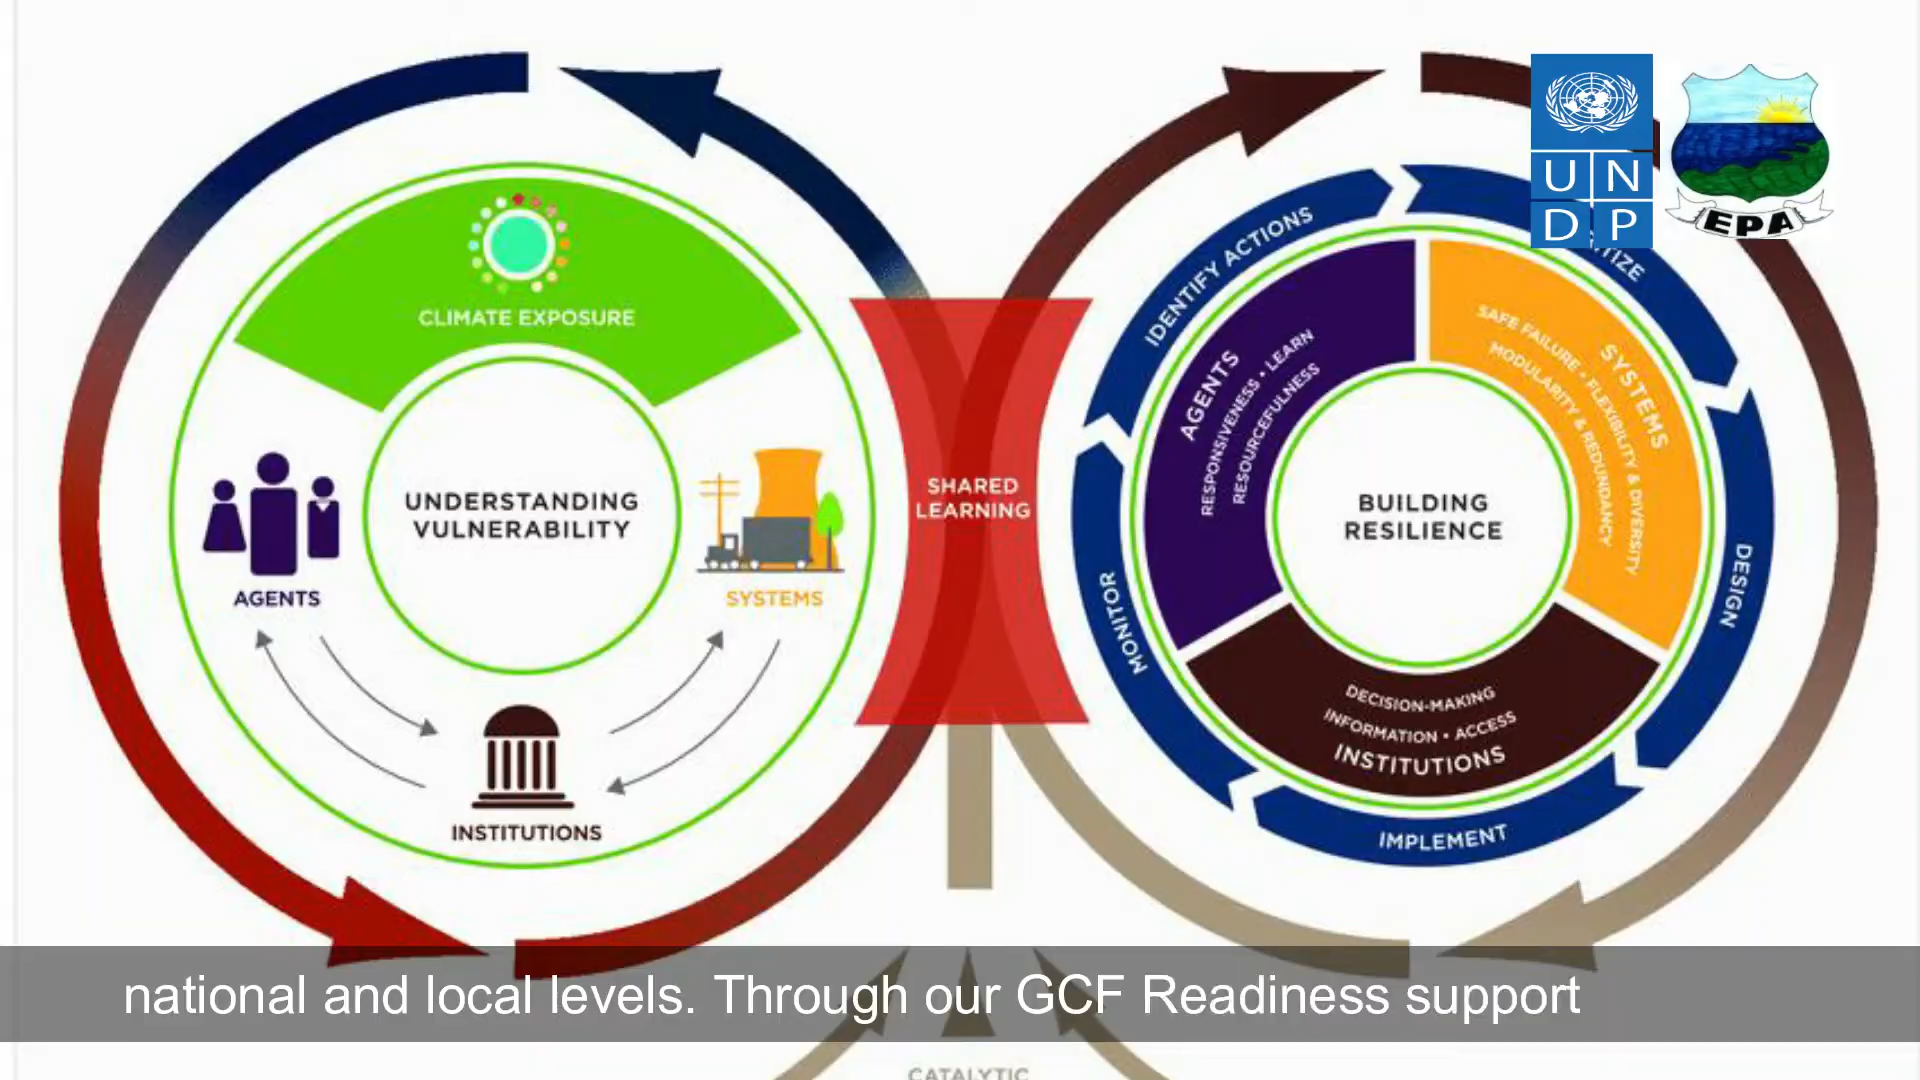 CLIMATE EXPOSURE
UNDERSTANDING
VULNERABILITY
AGENTS
SYSTEMS
INSTITUTIONS
SHARED
LEARNING
IDENTIFY ACTIONS
DESIGN
IMPLEMENT
MONITOR
AGENTS
RESPONSIVENESS • LEARN
RESOURCEFULNESS
SYSTEMS
SAFE FAILURE • FLEXIBILITY & DIVERSITY
MODULARITY & REDUNDANCY
BUILDING
RESILIENCE
DECISION-MAKING
INFORMATION • ACCESS
INSTITUTIONS
UN
DP
EPA
national and local levels. Through our GCF Readiness support
CATALYTIC